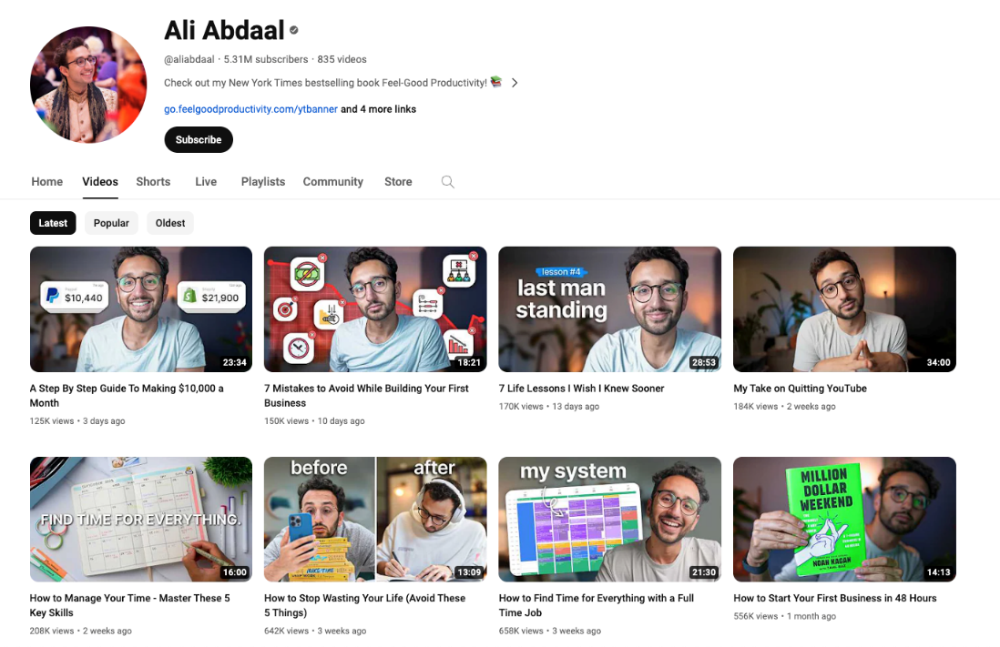 Ali Abdaal
@aliabdaal · 5.31M subscribers · 835 videos
Check out my New York Times bestselling book Feel-Good Productivity! 📚
go.feelgoodproductivity.com/ytbanner and 4 more links
Subscribe
Home Videos Shorts Live Playlists Community Store
Latest Popular Oldest
$10,440
$21,900
23:34
18:21
lesson #4
last man
standing
28:53
34:00
A Step By Step Guide To Making $10,000 a
Month
125K views • 3 days ago
7 Mistakes to Avoid While Building Your First
Business
150K views • 10 days ago
7 Life Lessons I Wish I Knew Sooner
170K views • 13 days ago
My Take on Quitting YouTube
184K views • 2 weeks ago
FIND TIME FOR EVERYTHING.
16:00
before after
13:09
my system
21:30
MILLION
DOLLAR
WEEKEND
NOAH KAGAN
14:13
How to Manage Your Time - Master These 5
Key Skills
208K views • 2 weeks ago
How to Stop Wasting Your Life (Avoid These
5 Things)
642K views • 3 weeks ago
How to Find Time for Everything with a Full
Time Job
658K views • 3 weeks ago
How to Start Your First Business in 48 Hours
556K views • 1 month ago